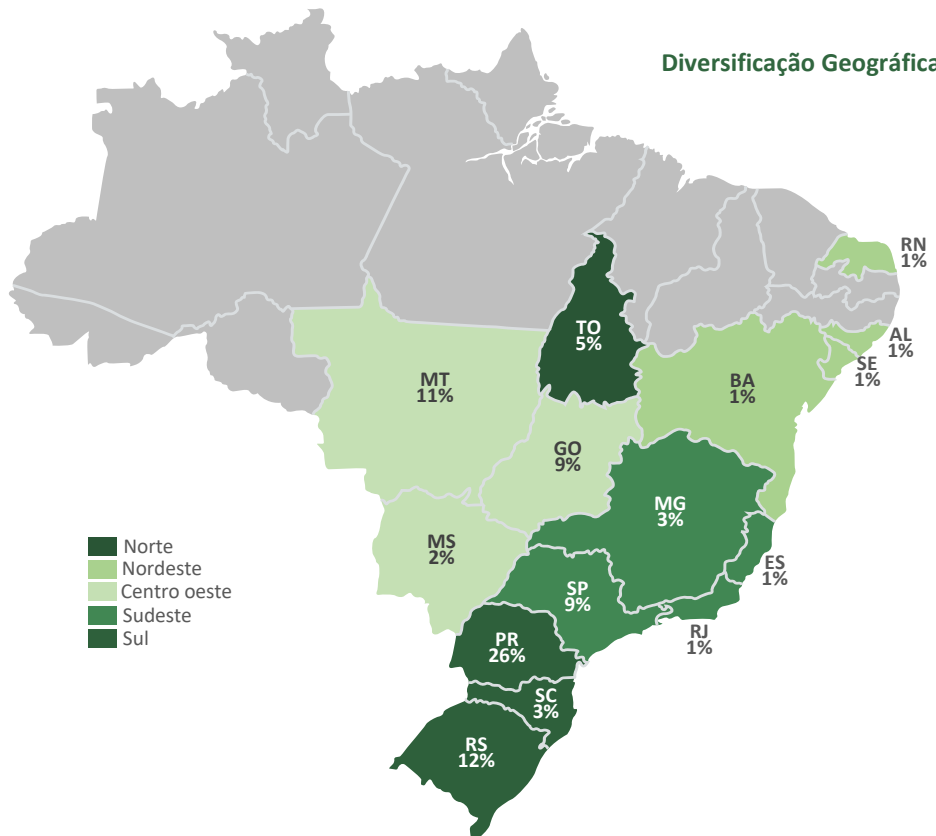 Diversificação Geográfica
RN
1%
TO
5%
AL
1%
SE
1%
MT
11%
BA
1%
GO
9%
MG
3%
MS
2%
ES
1%
SP
9%
RJ
1%
PR
26%
SC
3%
RS
12%
Norte
Nordeste
Centro oeste
Sudeste
Sul